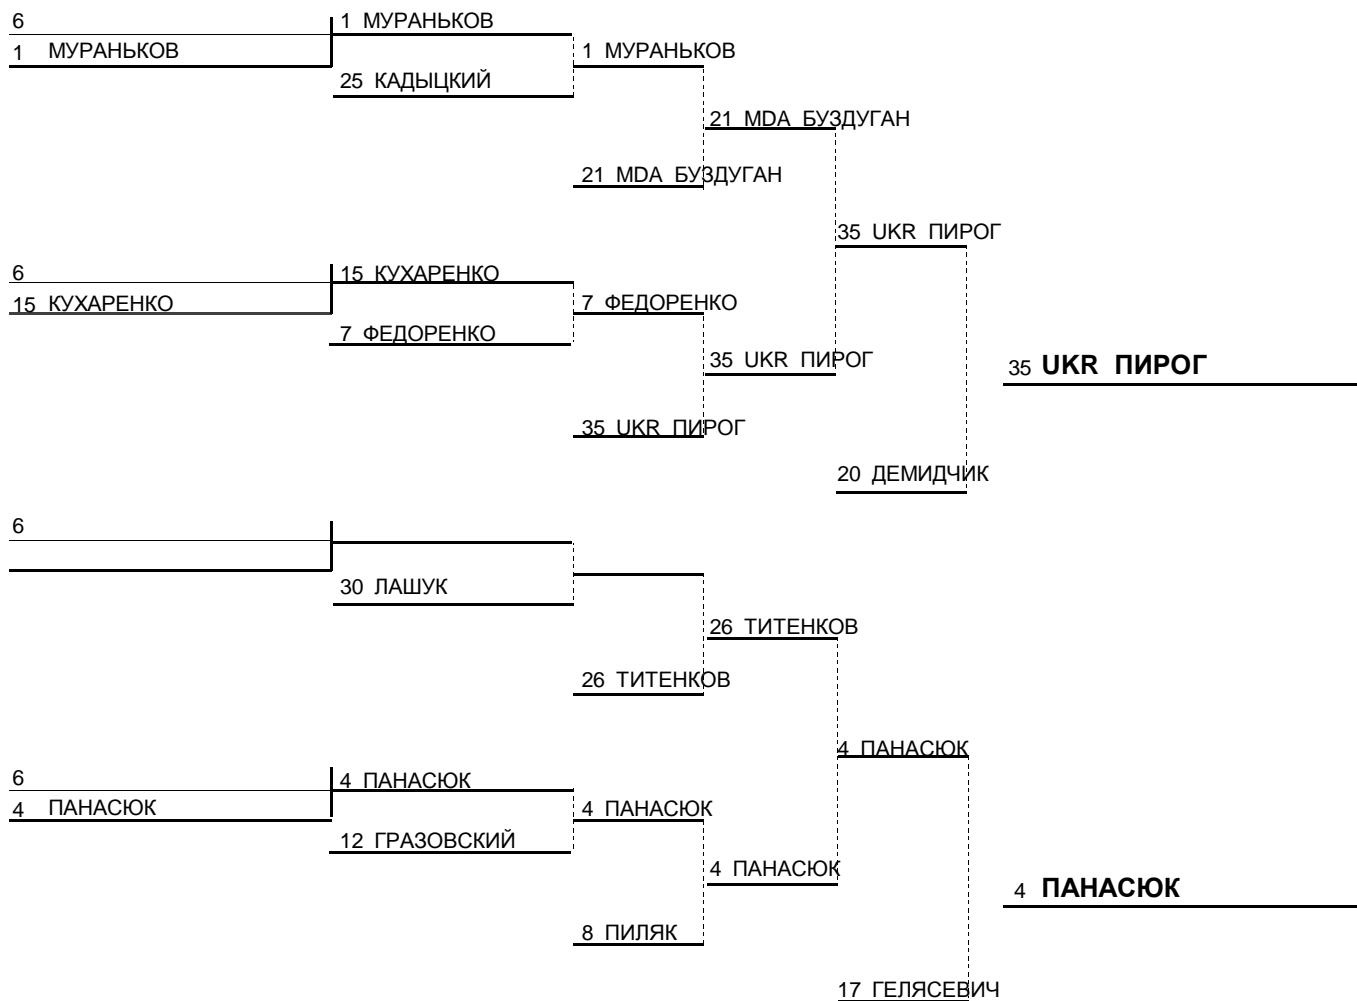 6
1 МУРАНЬКОВ
1 МУРАНЬКОВ
1 МУРАНЬКОВ
25 КАДЫЦКИЙ
21 MDA БУЗДУГАН
21 MDA БУЗДУГАН
35 UKR ПИРОГ
6
15 КУХАРЕНКО
15 КУХАРЕНКО
7 ФЕДОРЕНКО
7 ФЕДОРЕНКО
35 UKR ПИРОГ
35 UKR ПИРОГ
35 UKR ПИРОГ
20 ДЕМИДЧИК
6
30 ЛАШУК
26 ТИТЕНКОВ
26 ТИТЕНКОВ
4 ПАНАСЮК
6
4 ПАНАСЮК
4 ПАНАСЮК
4 ПАНАСЮК
12 ГРАЗОВСКИЙ
4 ПАНАСЮК
4 ПАНАСЮК
8 ПИЛЯК
17 ГЕЛЯСЕВИЧ